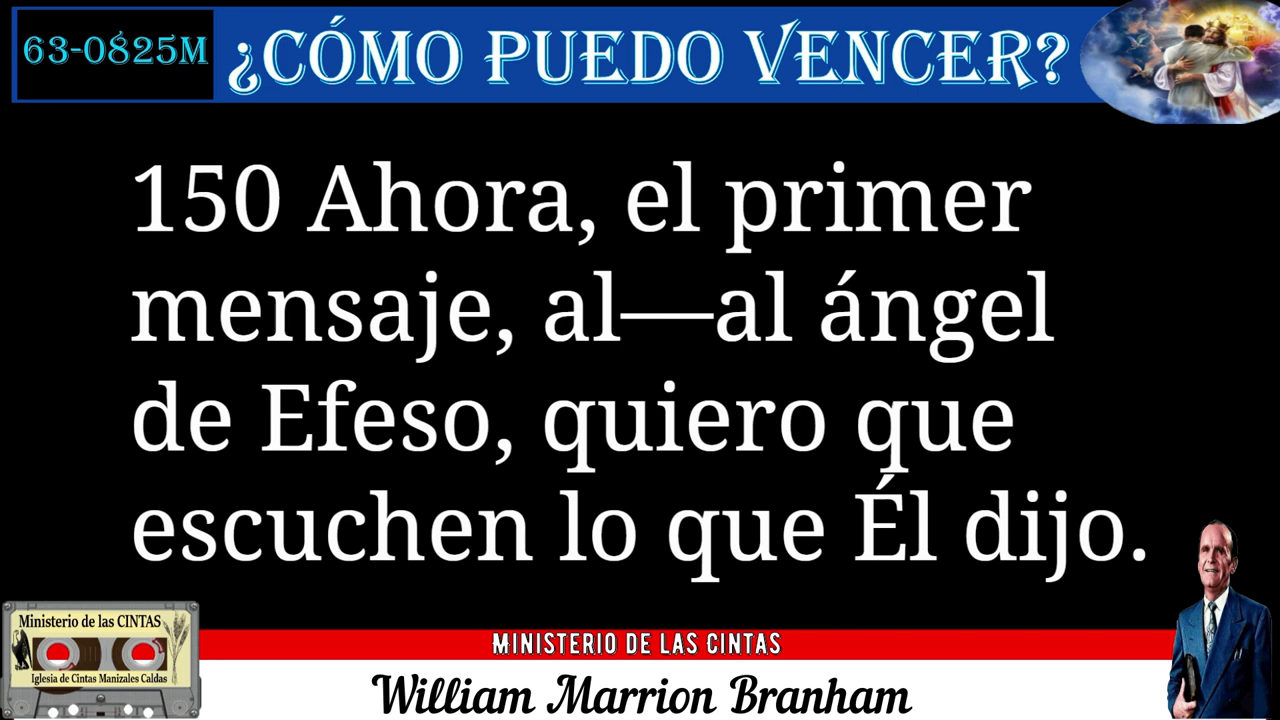 63-0825M
¿CÓMO PUEDO VENCER?
150 Ahora, el primer
mensaje, al—al ángel
de Efeso, quiero que
escuchen lo que Él dijo.
Ministerio de las CINTAS
Iglesia de Cintas Manizales Caldas
MINISTERIO DE LAS CINTAS
William Marrion Branham